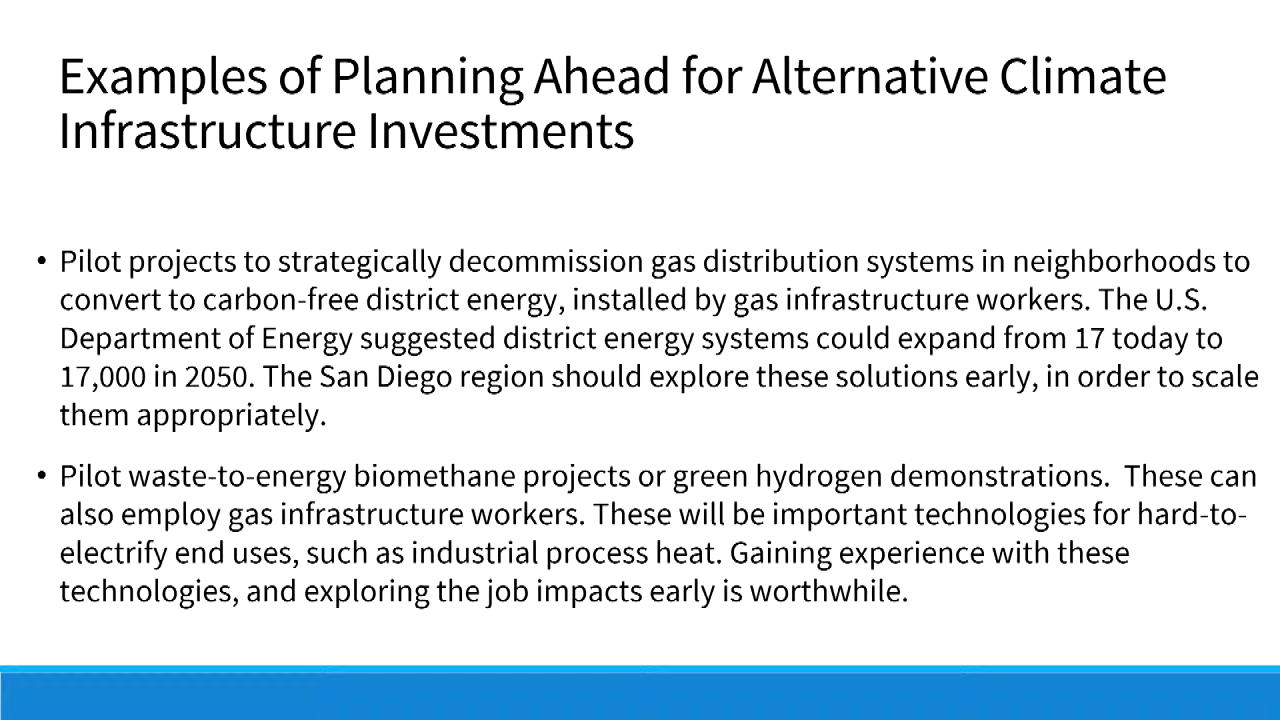 Examples of Planning Ahead for Alternative Climate
Infrastructure Investments
• Pilot projects to strategically decommission gas distribution systems in neighborhoods to
convert to carbon-free district energy, installed by gas infrastructure workers. The U.S.
Department of Energy suggested district energy systems could expand from 17 today to
17,000 in 2050. The San Diego region should explore these solutions early, in order to scale
them appropriately.
• Pilot waste-to-energy biomethane projects or green hydrogen demonstrations.  These can
also employ gas infrastructure workers. These will be important technologies for hard-to-
electrify end uses, such as industrial process heat. Gaining experience with these
technologies, and exploring the job impacts early is worthwhile.